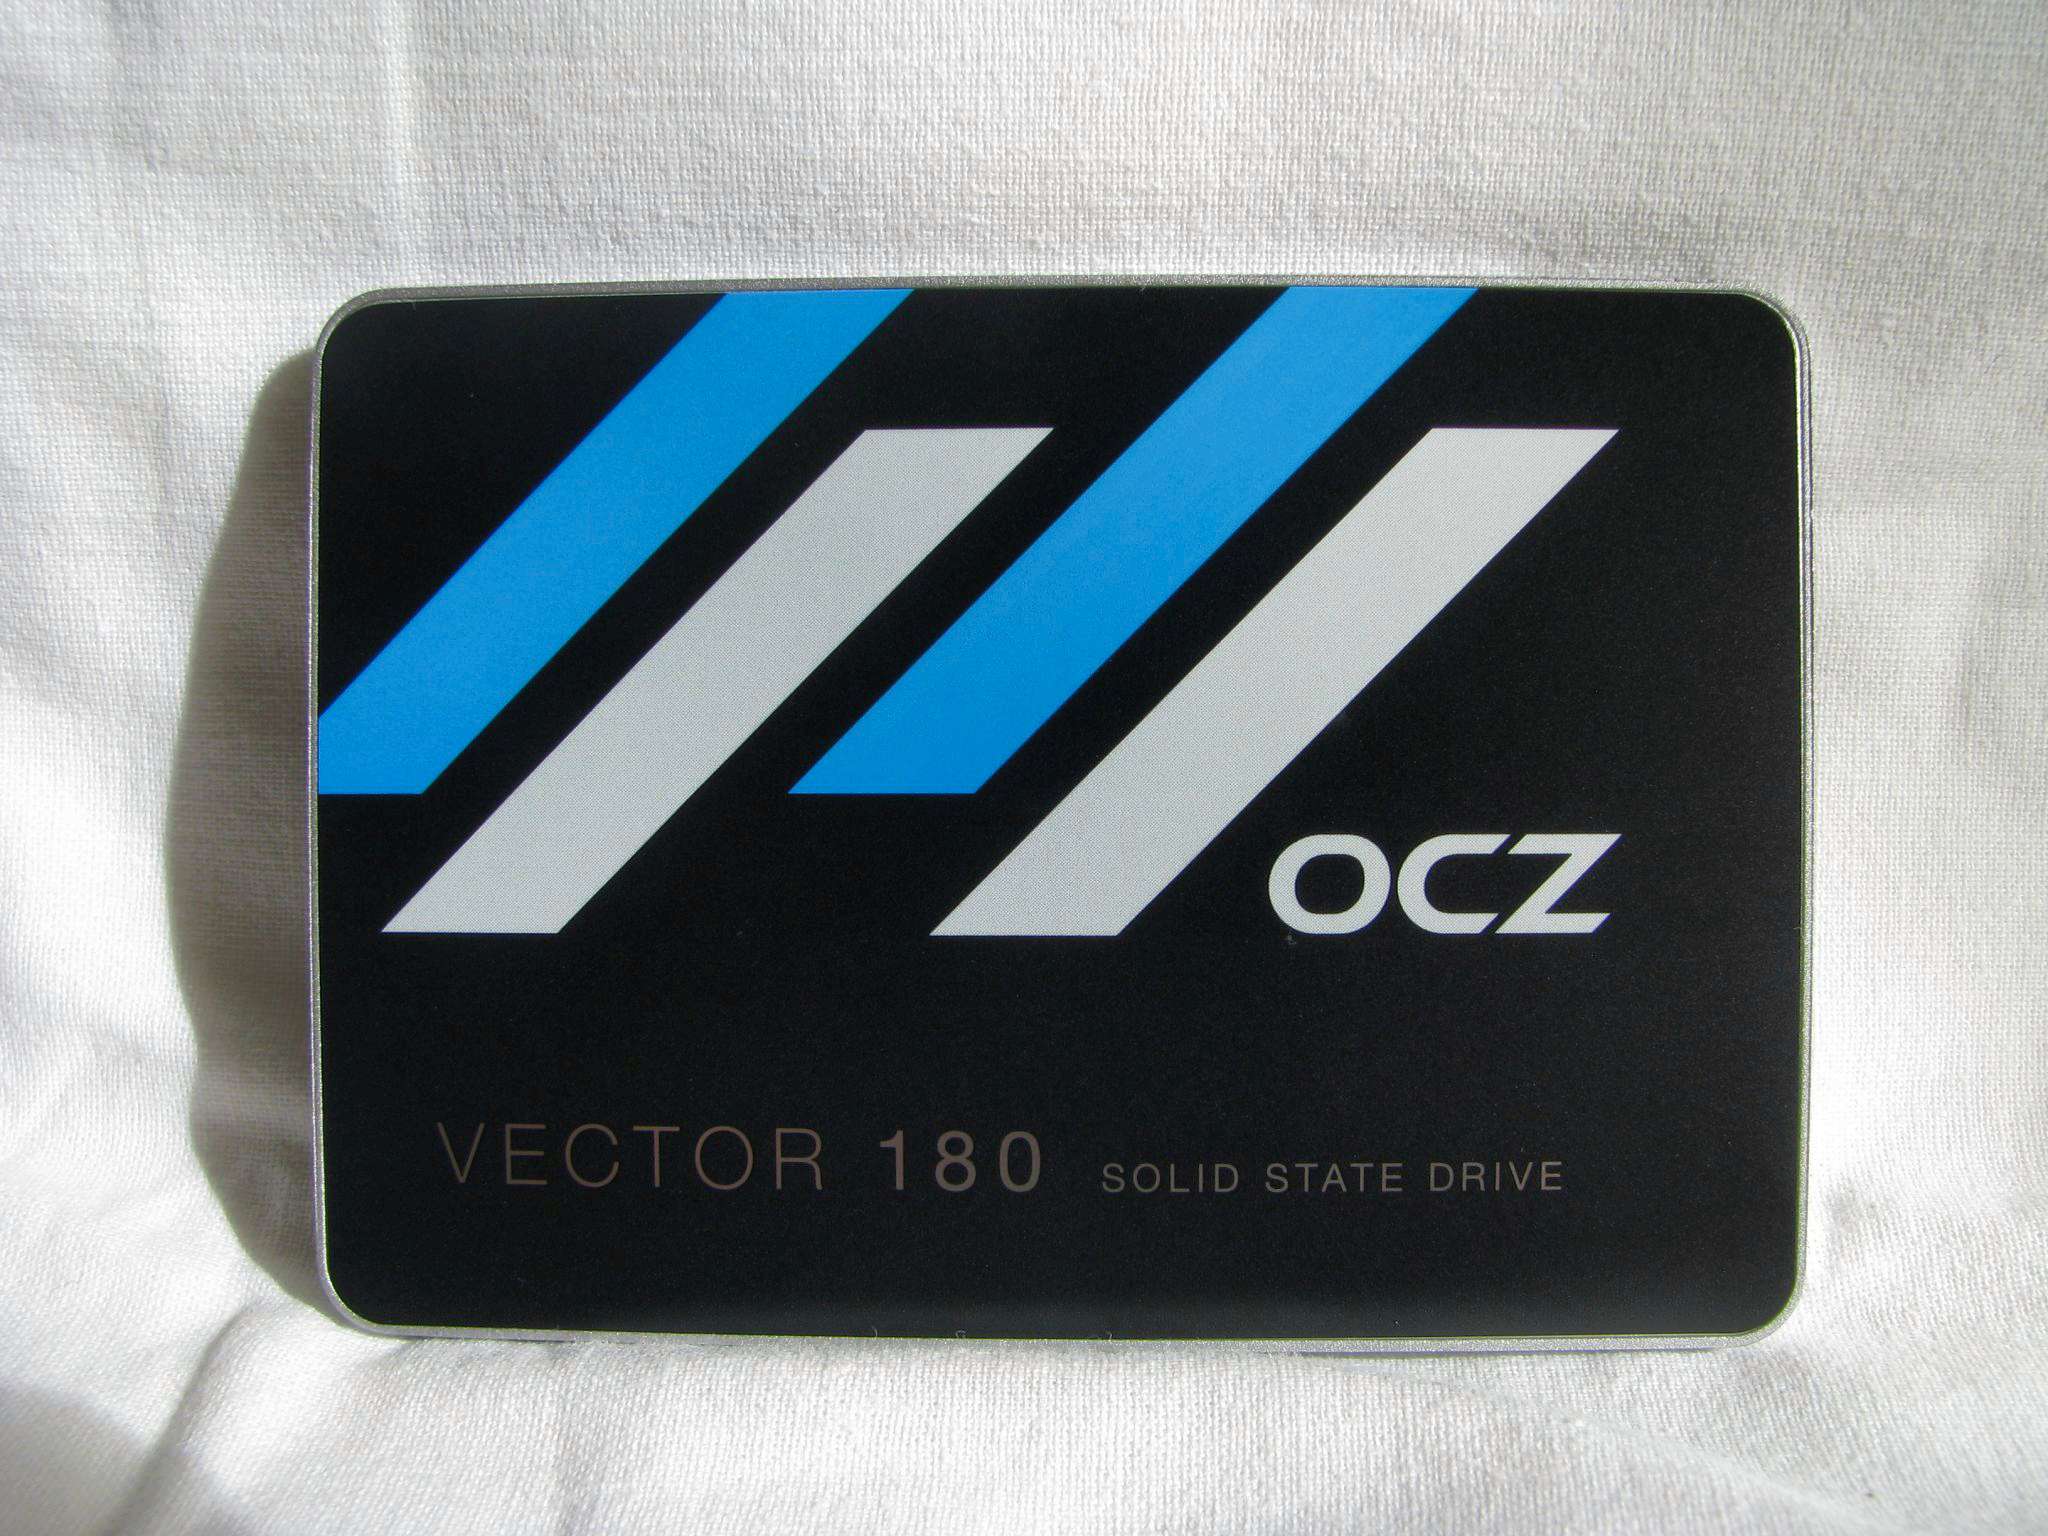 OCZ
VECTOR 180 SOLID STATE DRIVE